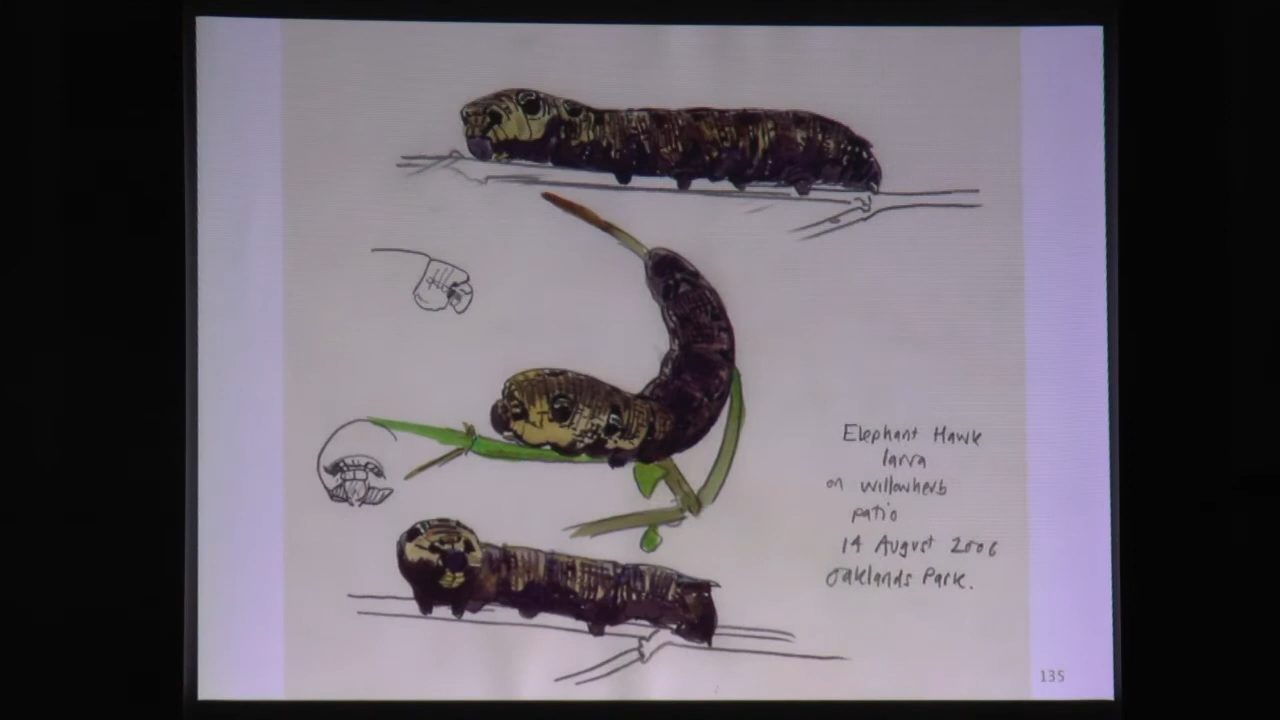 Elephant Hawk
larva
on willowherb
patio
14 August 2006
Oaklands Park.
135